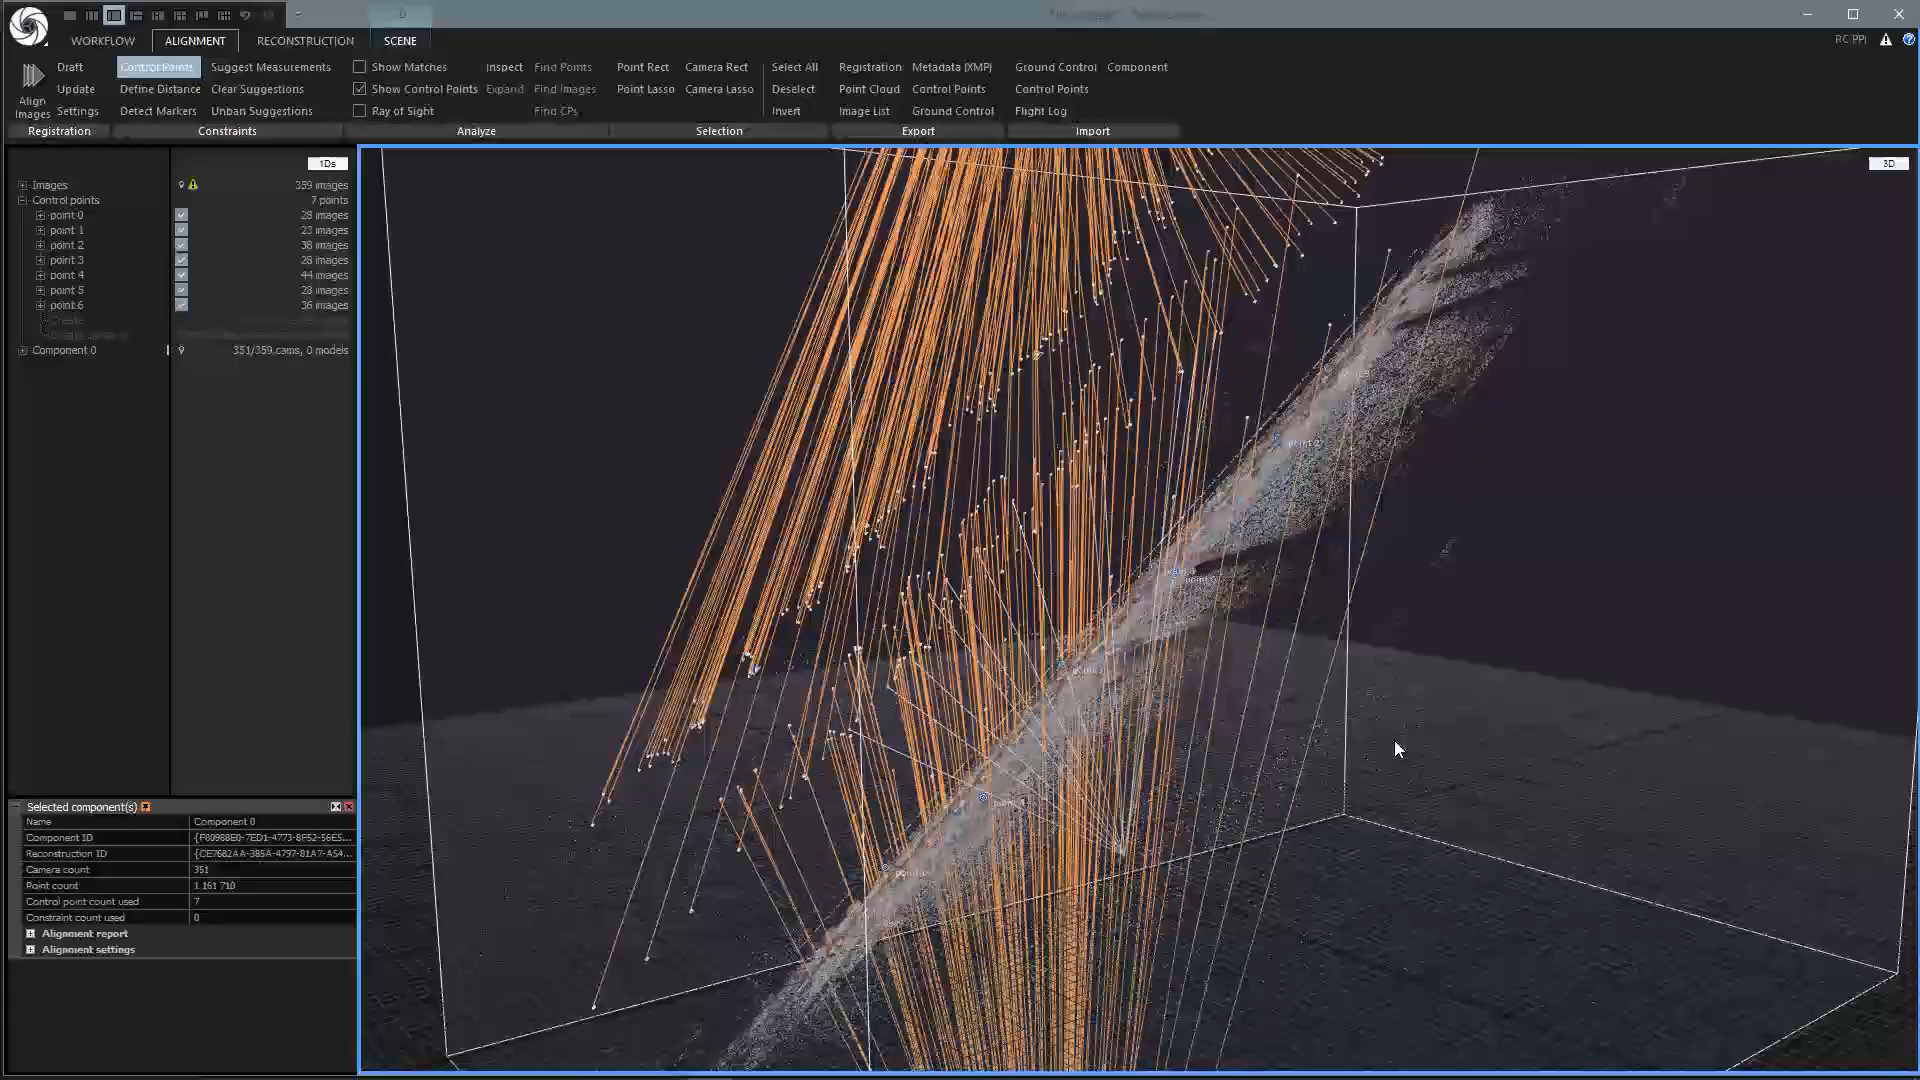 WORKFLOW ALIGNMENT RECONSTRUCTION SCENE
RC PPI
Align Images
Draft
Update
Settings
Registration
Control Points
Define Distance
Detect Markers
Suggest Measurements
Clear Suggestions
Unban Suggestions
Constraints
Show Matches
Show Control Points
Ray of Sight
Inspect
Expand
Find Points
Find Images
Find CPs
Analyze
Point Rect
Point Lasso
Camera Rect
Camera Lasso
Select All
Deselect
Invert
Selection
Registration
Point Cloud
Image List
Metadata (XMP)
Control Points
Ground Control
Export
Ground Control
Control Points
Flight Log
Component
Import
1Ds
Images 359 images
Control points 7 points
point 0 28 images
point 1 23 images
point 2 38 images
point 3 28 images
point 4 44 images
point 5 23 images
point 6 36 images
Component 0 351/359 cams, 0 models
3D
point 2
Selected component(s)
Name Component 0
Component ID
Reconstruction ID
Camera count 351
Point count 1 161 710
Control point count used 7
Constraint count used 0
Alignment report
Alignment settings